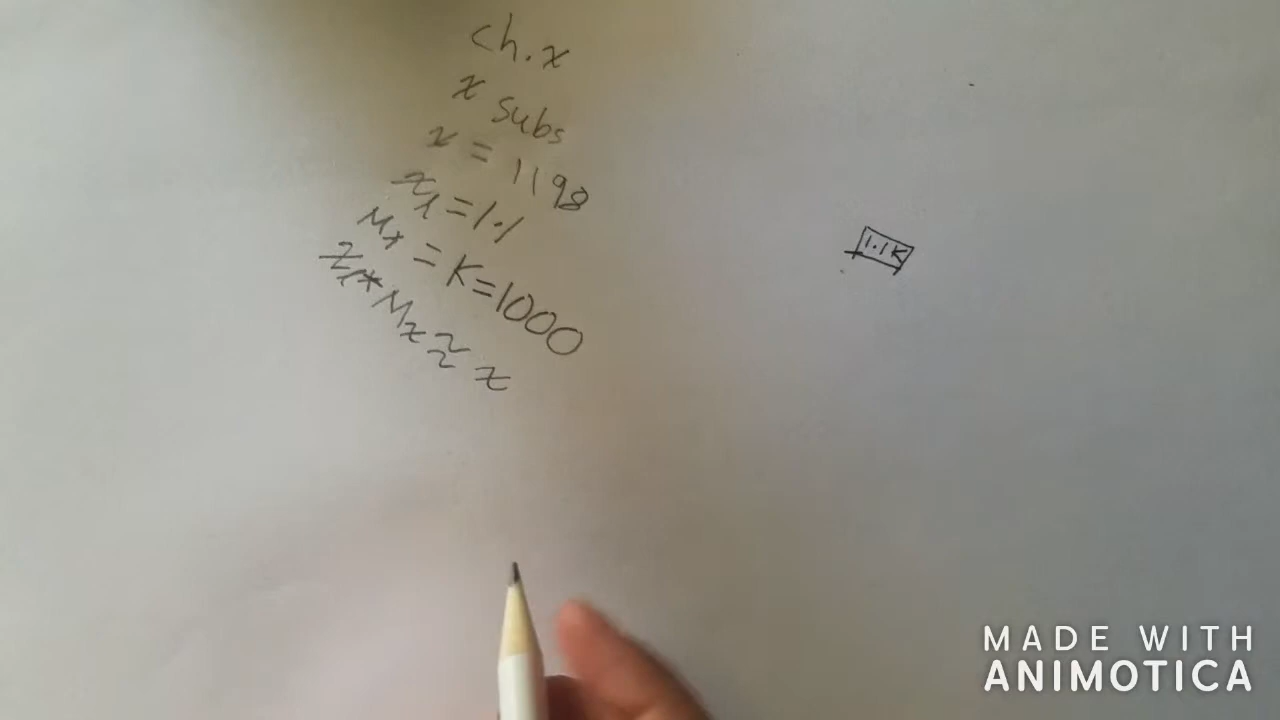 Ch.x
x subs
x = 1198
x1 = 1.1
Mx = K = 1000
x1 * Mx ≈ x
1.1K
MADE WITH
ANIMOTICA